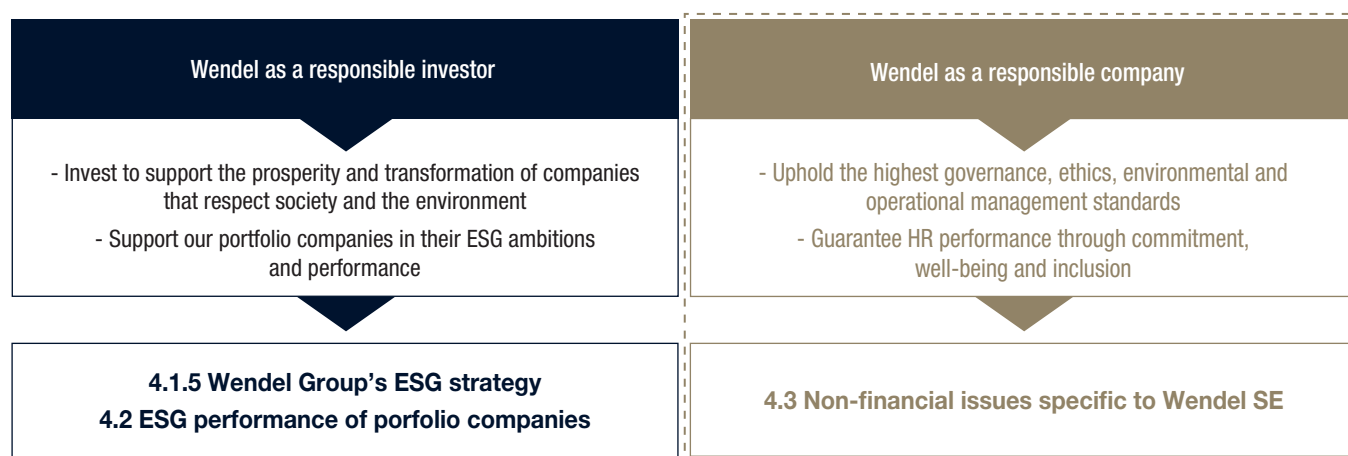 Wendel as a responsible investor
- Invest to support the prosperity and transformation of companies
that respect society and the environment
- Support our portfolio companies in their ESG ambitions
and performance
4.1.5 Wendel Group’s ESG strategy
4.2 ESG performance of porfolio companies
Wendel as a responsible company
- Uphold the highest governance, ethics, environmental and
operational management standards
- Guarantee HR performance through commitment,
well-being and inclusion
4.3 Non-financial issues specific to Wendel SE